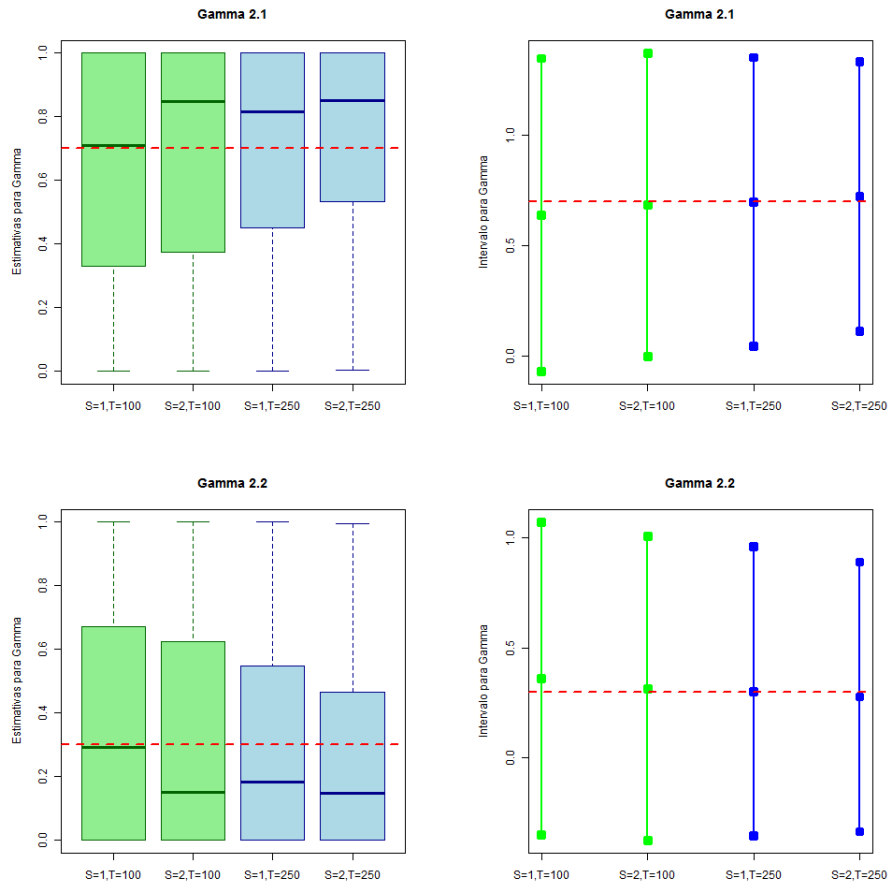 Gamma 2.1
Estimativas para Gamma
1.0
0.8
0.6
0.4
0.2
0.0
S=1,T=100 S=2,T=100 S=1,T=250 S=2,T=250
Gamma 2.1
Intervalo para Gamma
1.0
0.5
0.0
S=1,T=100 S=2,T=100 S=1,T=250 S=2,T=250
Gamma 2.2
Estimativas para Gamma
1.0
0.8
0.6
0.4
0.2
0.0
S=1,T=100 S=2,T=100 S=1,T=250 S=2,T=250
Gamma 2.2
Intervalo para Gamma
1.0
0.5
0.0
S=1,T=100 S=2,T=100 S=1,T=250 S=2,T=250